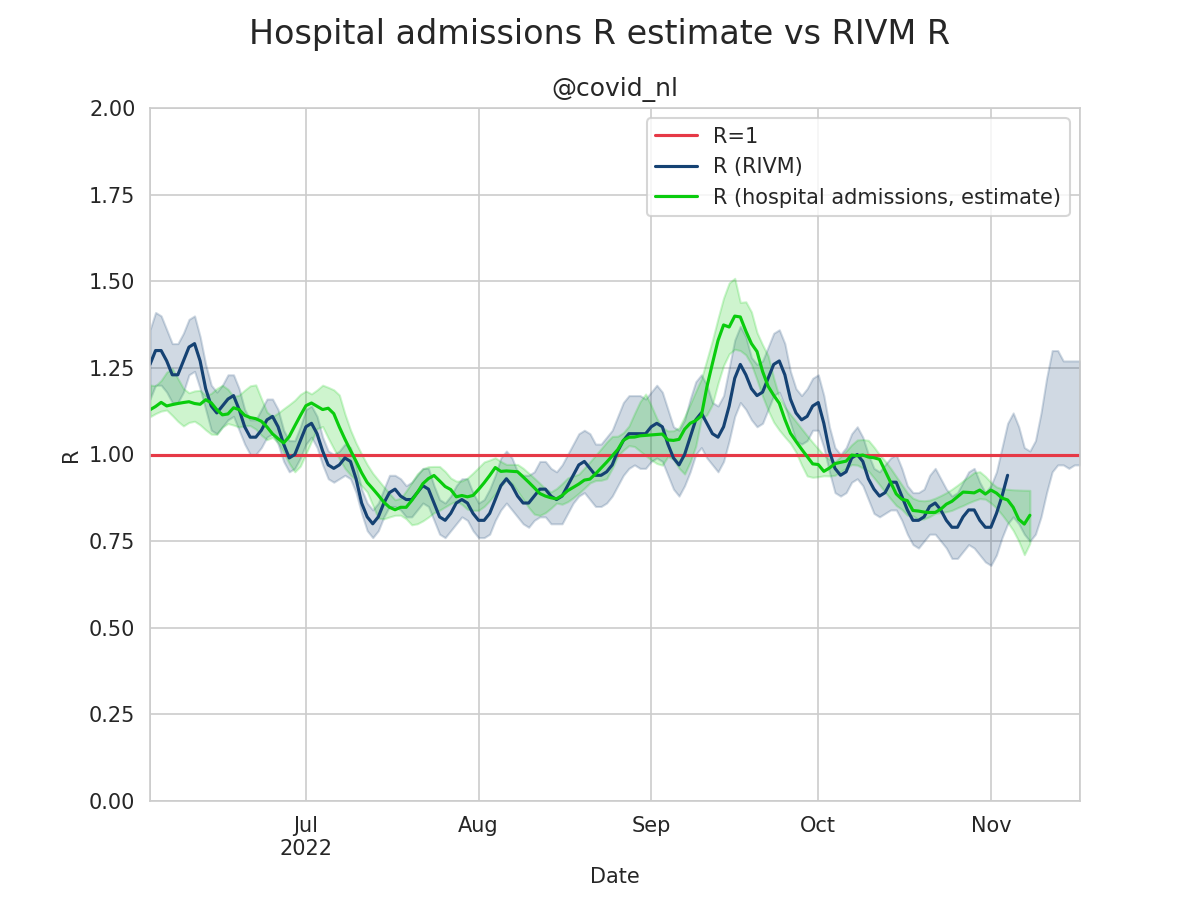 Hospital admissions R estimate vs RIVM R
@covid_nl
2.00
1.75
1.50
1.25
1.00
0.75
0.50
0.25
0.00
R
R=1
R (RIVM)
R (hospital admissions, estimate)
Jul
2022
Aug
Sep
Oct
Nov
Date